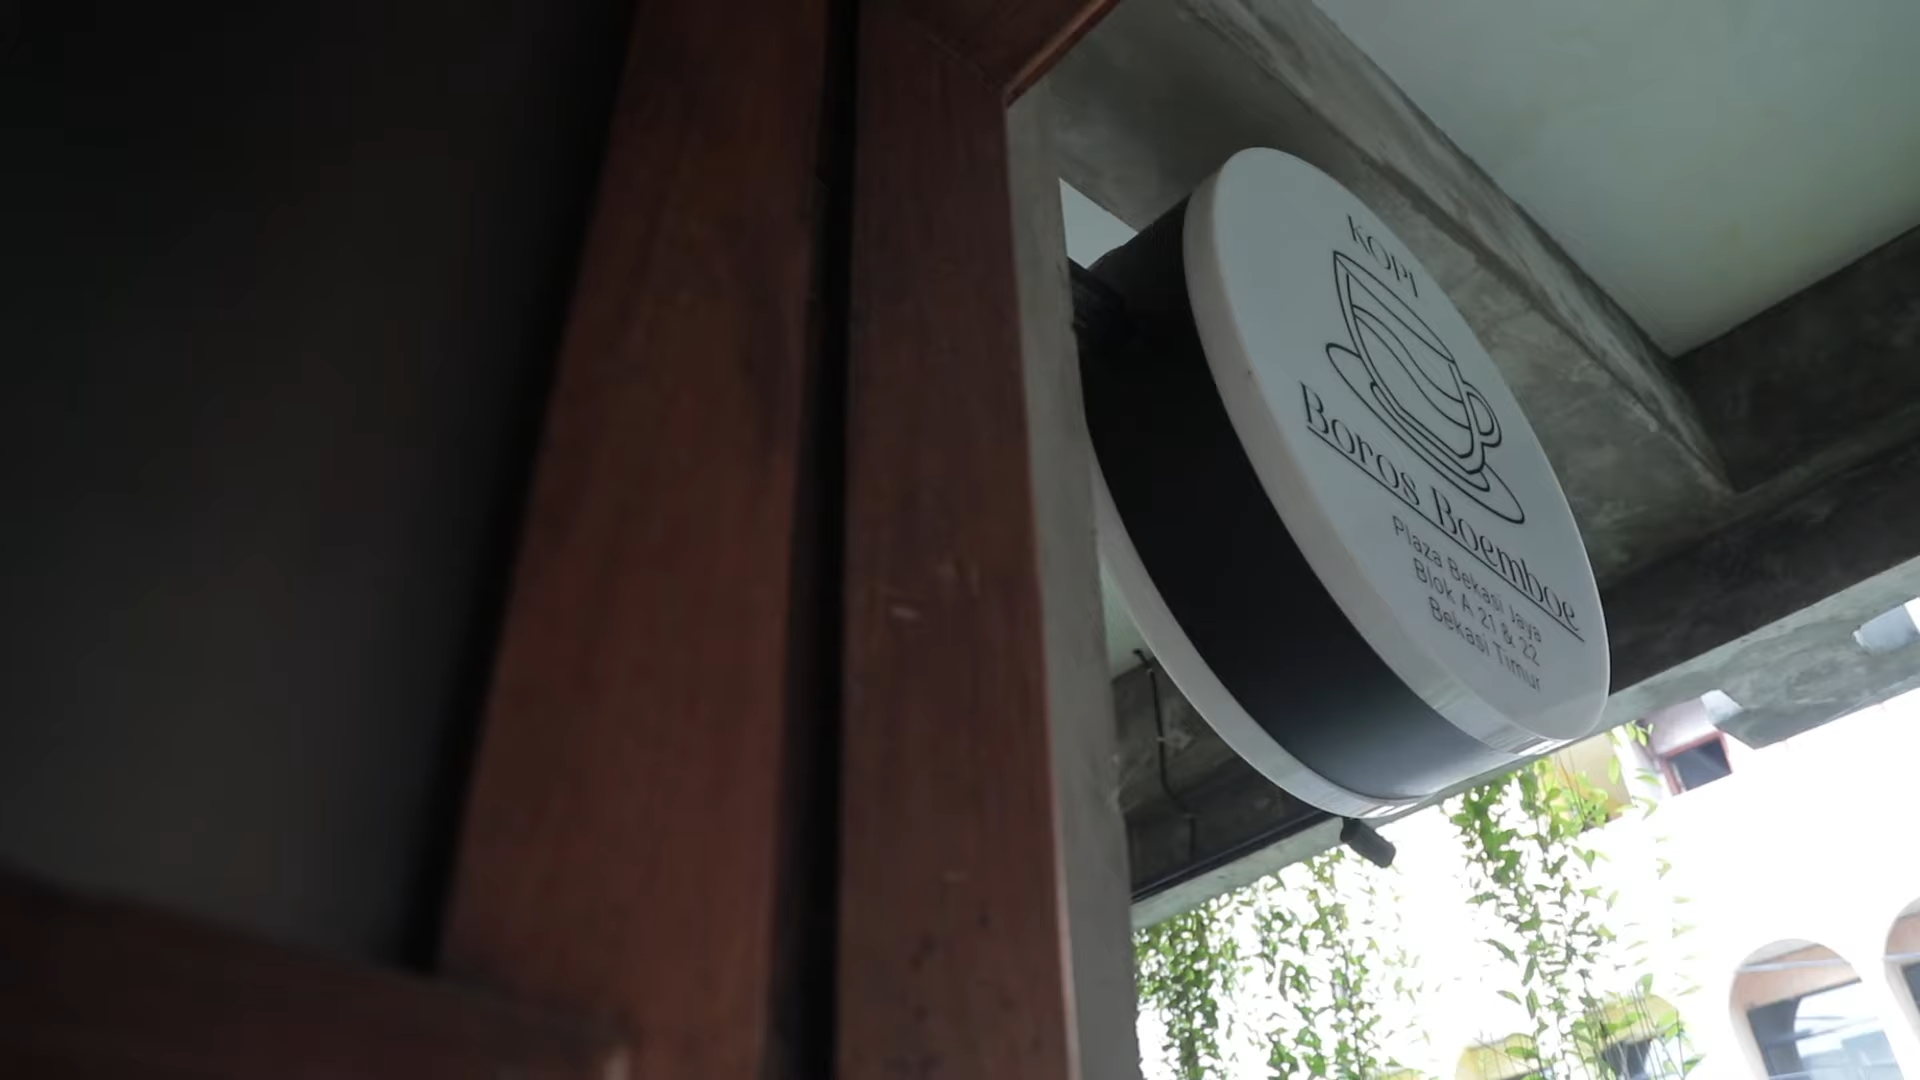 KOPI
Boros Boemboe
Plaza Bekasi Jaya
Blok A 21 & 22
Bekasi Timur